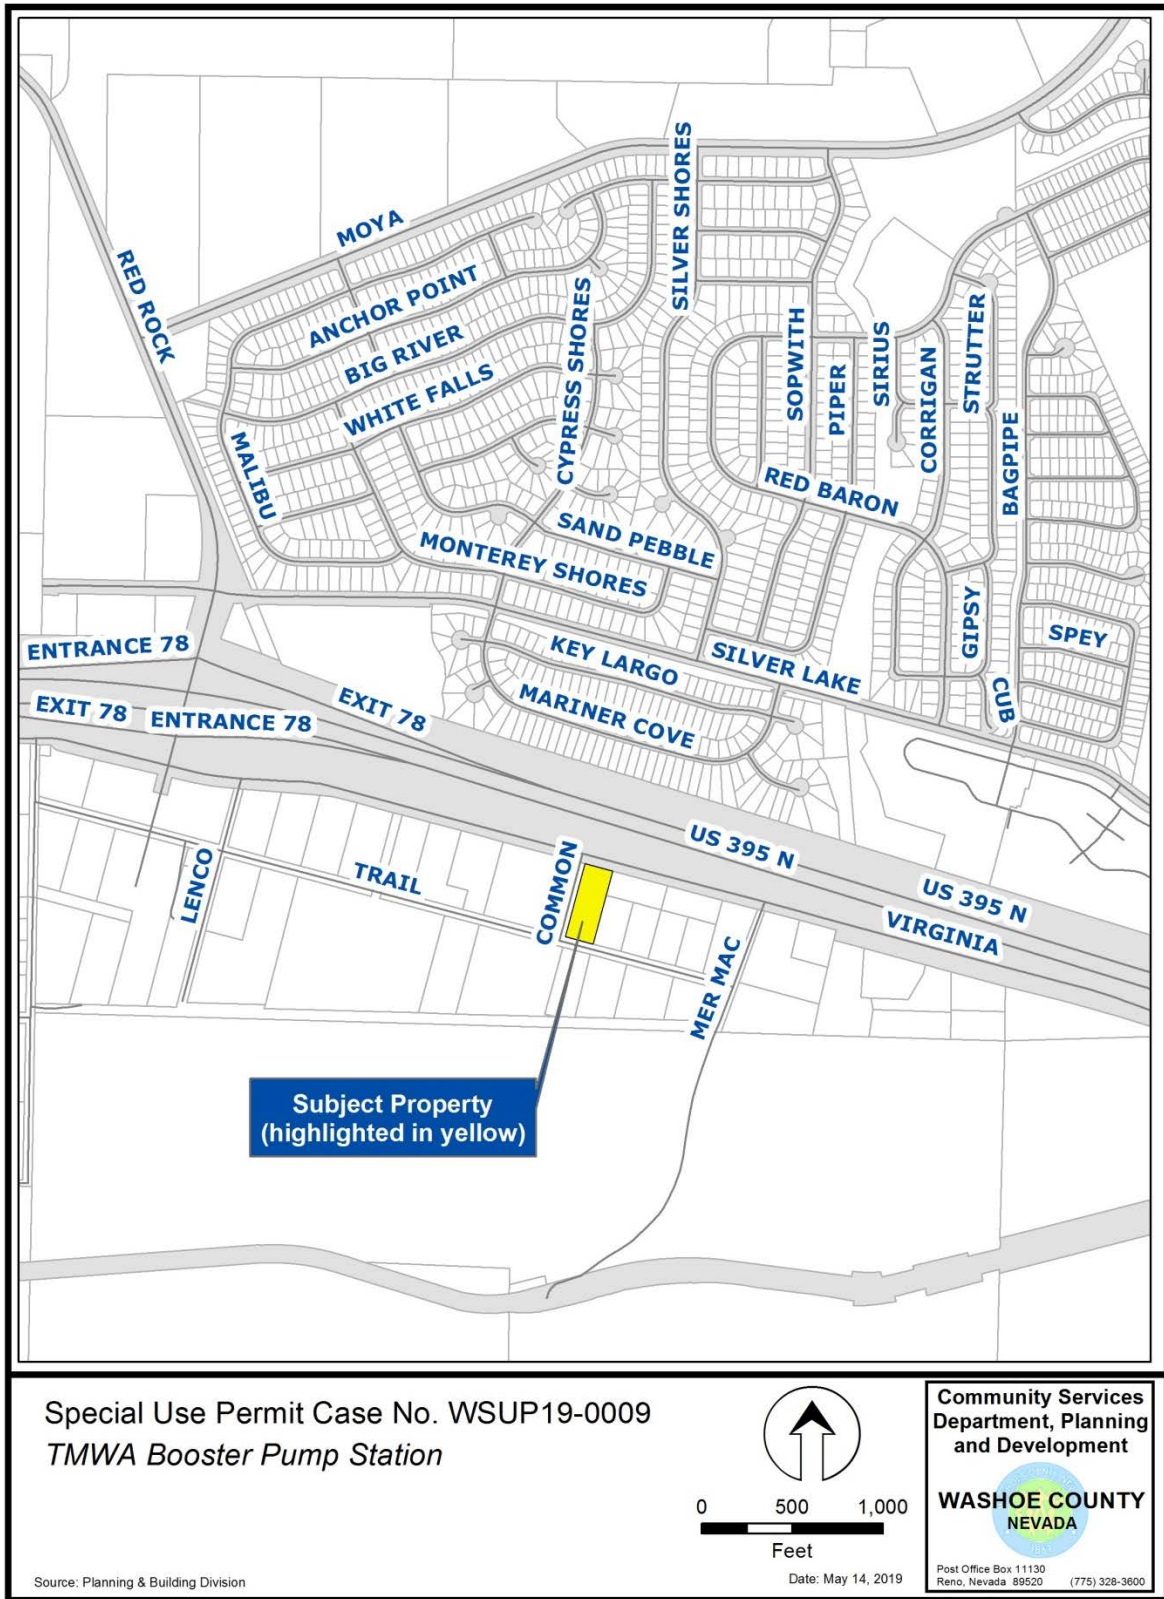 SILVER SHORES
MOYA
RED ROCK
ANCHOR POINT
BIG RIVER
WHITE FALLS
CYPRESS SHORES
SOPWITH
PIPER
SIRIUS
CORRIGAN
STRUTTER
BAGPIPE
MALIBU
RED BARON
SAND PEBBLE
MONTEREY SHORES
GIPSY
SPEY
ENTRANCE 78
KEY LARGO
SILVER LAKE
CUB
EXIT 78
ENTRANCE 78
EXIT 78
MARINER COVE
US 395 N
US 395 N
VIRGINIA
LENCO
TRAIL
COMMON
MER MAC
Subject Property
(highlighted in yellow)
Special Use Permit Case No. WSUP19-0009
TMWA Booster Pump Station
0 500 1,000
Feet
Source: Planning & Building Division
Date: May 14, 2019
Community Services
Department, Planning
and Development
WASHOE COUNTY
NEVADA
Post Office Box 11130
Reno, Nevada 89520 (775) 328-3600